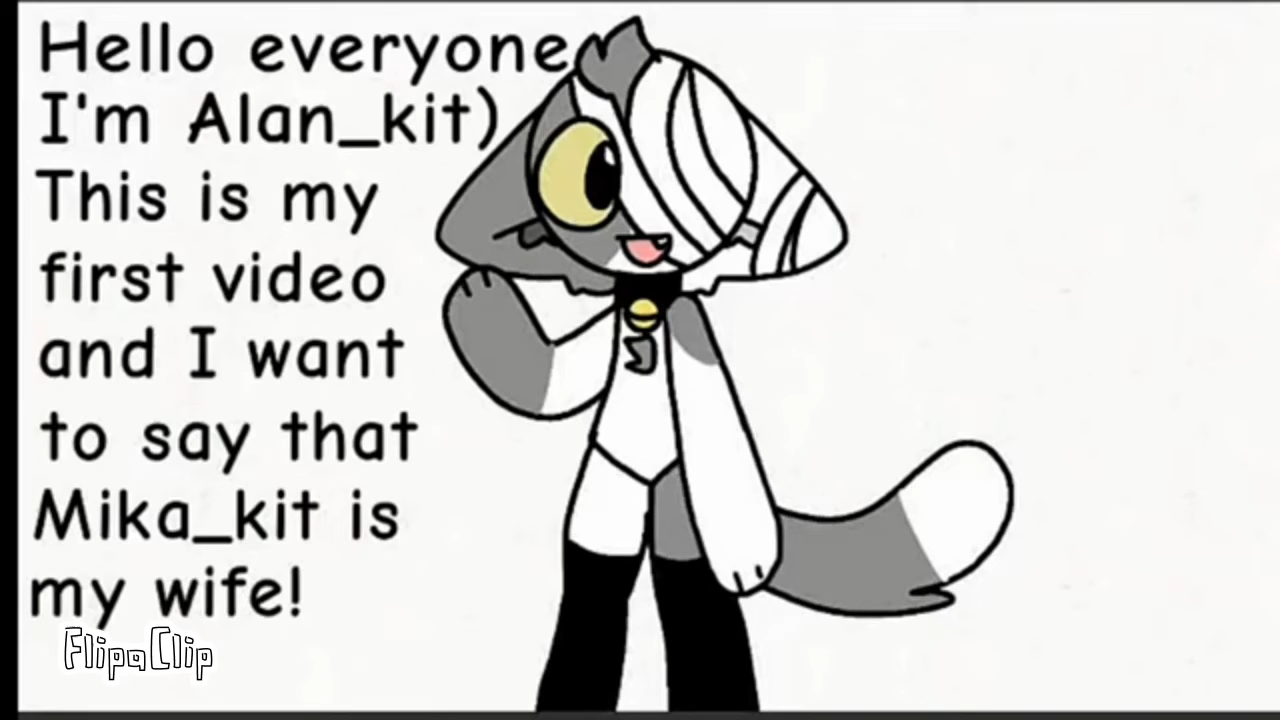 Hello everyone
I'm Alan_kit)
This is my
first video
and I want
to say that
Mika_kit is
my wife!
FlipaClip